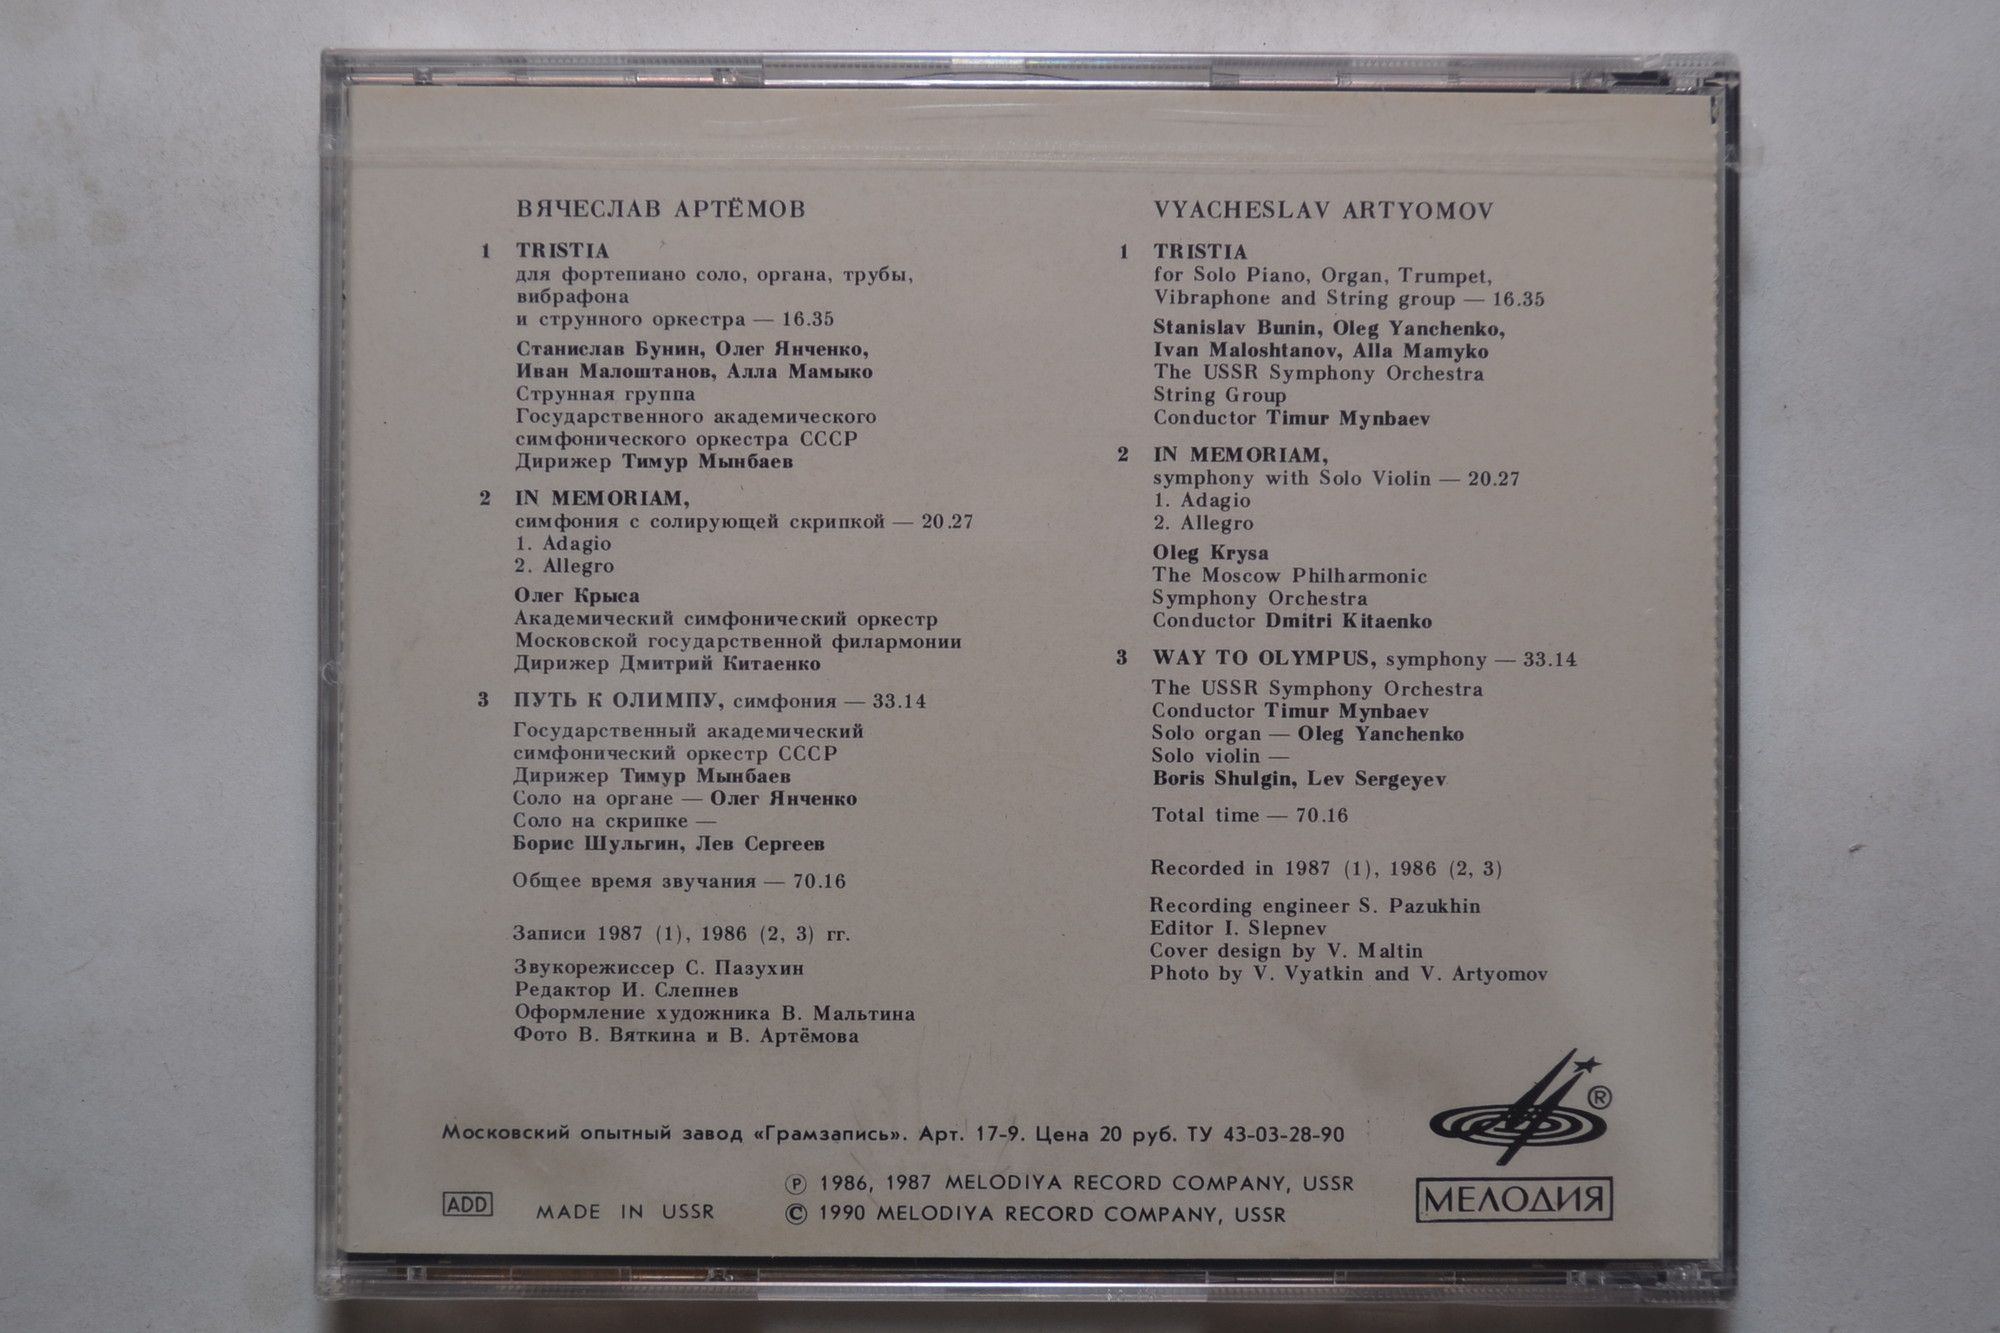 ВЯЧЕСЛАВ АРТЁМОВ
1 TRISTIA
для фортепиано соло, органа, трубы,
вибрафона
и струнного оркестра — 16.35
Станислав Бунин, Олег Янченко,
Иван Малоштанов, Алла Мамыко
Струнная группа
Государственного академического
симфонического оркестра СССР
Дирижер Тимур Мынбаев
2 IN MEMORIAM,
симфония с солирующей скрипкой — 20.27
1. Adagio
2. Allegro
Олег Крыса
Академический симфонический оркестр
Московской государственной филармонии
Дирижер Дмитрий Китаенко
3 ПУТЬ К ОЛИМПУ, симфония — 33.14
Государственный академический
симфонический оркестр СССР
Дирижер Тимур Мынбаев
Соло на органе — Олег Янченко
Соло на скрипке —
Борис Шульгин, Лев Сергеев
Общее время звучания — 70.16
Записи 1987 (1), 1986 (2, 3) гг.
Звукорежиссер С. Пазухин
Редактор И. Слепнев
Оформление художника В. Мальтина
Фото В. Вяткина и В. Артёмова
VYACHESLAV ARTYOMOV
1 TRISTIA
for Solo Piano, Organ, Trumpet,
Vibraphone and String group — 16.35
Stanislav Bunin, Oleg Yanchenko,
Ivan Maloshtanov, Alla Mamyko
The USSR Symphony Orchestra
String Group
Conductor Timur Mynbaev
2 IN MEMORIAM,
symphony with Solo Violin — 20.27
1. Adagio
2. Allegro
Oleg Krysa
The Moscow Philharmonic
Symphony Orchestra
Conductor Dmitri Kitaenko
3 WAY TO OLYMPUS, symphony — 33.14
The USSR Symphony Orchestra
Conductor Timur Mynbaev
Solo organ — Oleg Yanchenko
Solo violin —
Boris Shulgin, Lev Sergeyev
Total time — 70.16
Recorded in 1987 (1), 1986 (2, 3)
Recording engineer S. Pazukhin
Editor I. Slepnev
Cover design by V. Maltin
Photo by V. Vyatkin and V. Artyomov
Московский опытный завод «Грамзапись». Арт. 17-9. Цена 20 руб. ТУ 43-03-28-90
ADD MADE IN USSR
℗ 1986, 1987 MELODIYA RECORD COMPANY, USSR
© 1990 MELODIYA RECORD COMPANY, USSR
®
МЕЛОДИЯ